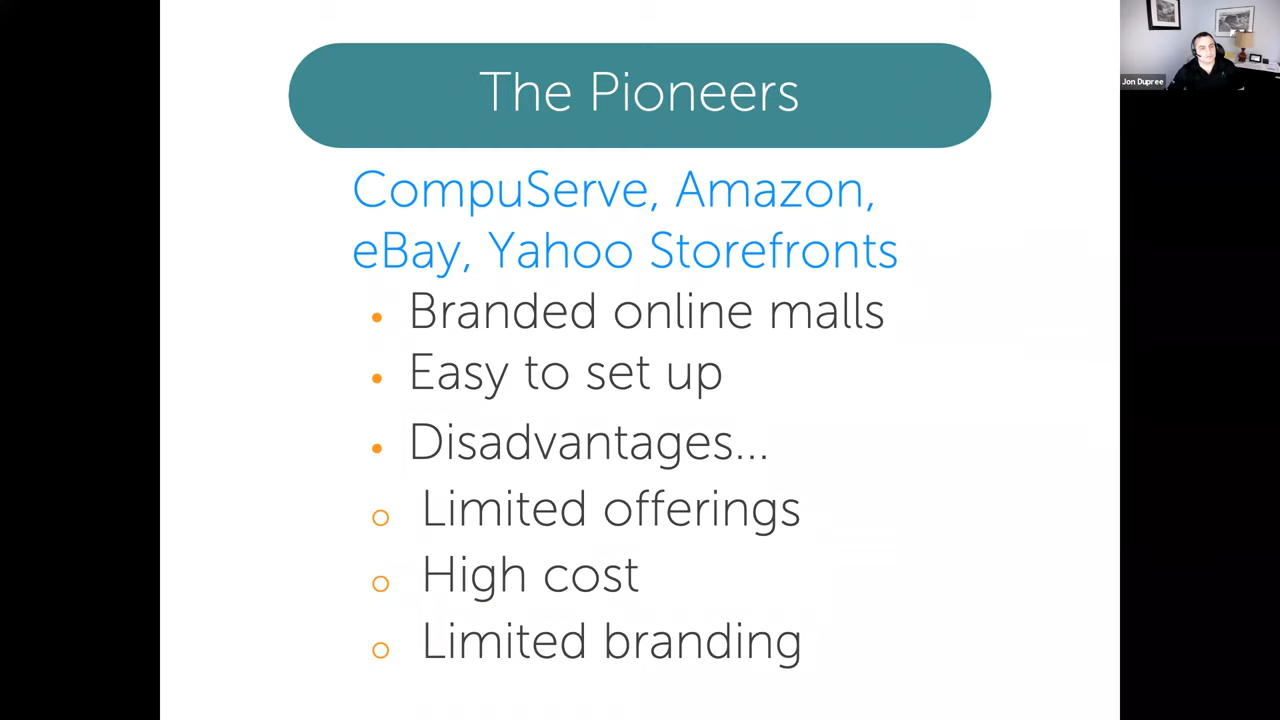 The Pioneers
CompuServe, Amazon,
eBay, Yahoo Storefronts
• Branded online malls
• Easy to set up
• Disadvantages...
o Limited offerings
o High cost
o Limited branding
Jon Dupree